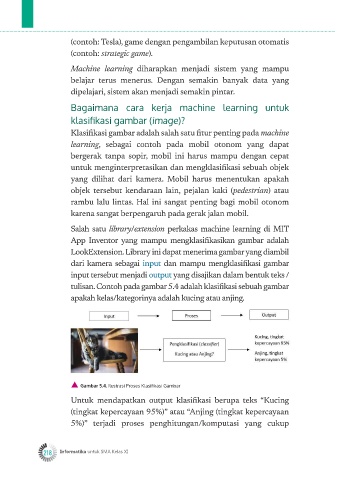 (contoh: Tesla), game dengan pengambilan keputusan otomatis
(contoh: strategic game).
Machine learning diharapkan menjadi sistem yang mampu
belajar terus menerus. Dengan semakin banyak data yang
dipelajari, sistem akan menjadi semakin pintar.
Bagaimana cara kerja machine learning untuk
klasifikasi gambar (image)?
Klasifikasi gambar adalah salah satu fitur penting pada machine
learning, sebagai contoh pada mobil otonom yang dapat
bergerak tanpa sopir, mobil ini harus mampu dengan cepat
untuk menginterpretasikan dan mengklasifikasi sebuah objek
yang dilihat dari kamera. Mobil harus menentukan apakah
objek tersebut kendaraan lain, pejalan kaki (pedestrian) atau
rambu lalu lintas. Hal ini sangat penting bagi mobil otonom
karena sangat berpengaruh pada gerak jalan mobil.
Salah satu library/extension perkakas machine learning di MIT
App Inventor yang mampu mengklasifikasikan gambar adalah
LookExtension. Library ini dapat menerima gambar yang diambil
dari kamera sebagai input dan mampu mengklasifikasi gambar
input tersebut menjadi output yang disajikan dalam bentuk teks /
tulisan. Contoh pada gambar 5.4 adalah klasifikasi sebuah gambar
apakah kelas/kategorinya adalah kucing atau anjing.
Input Proses Output
Pengklasifikasi (classifier)
Kucing atau Anjing?
Kucing, tingkat
kepercayaan 95%
Anjing, tingkat
kepercayaan 5%
Gambar 5.4. Ilustrasi Proses Klasifikasi Gambar
Untuk mendapatkan output klasifikasi berupa teks “Kucing
(tingkat kepercayaan 95%)” atau “Anjing (tingkat kepercayaan
5%)” terjadi proses penghitungan/komputasi yang cukup
218 Informatika untuk SMA Kelas XI